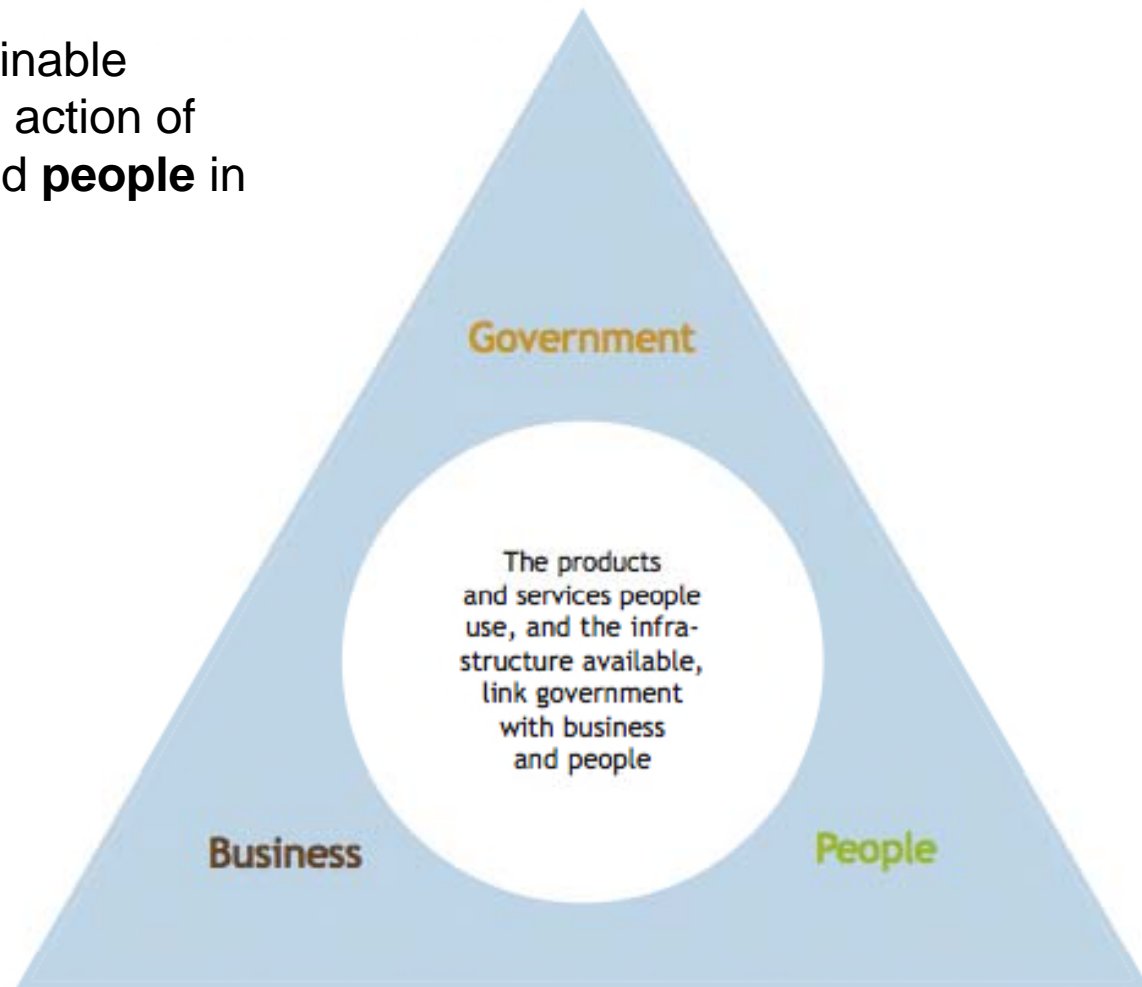 inable
action of
d people in
Government
The products
and services people
use, and the infra-
structure available,
link government
with business
and people
Business
People